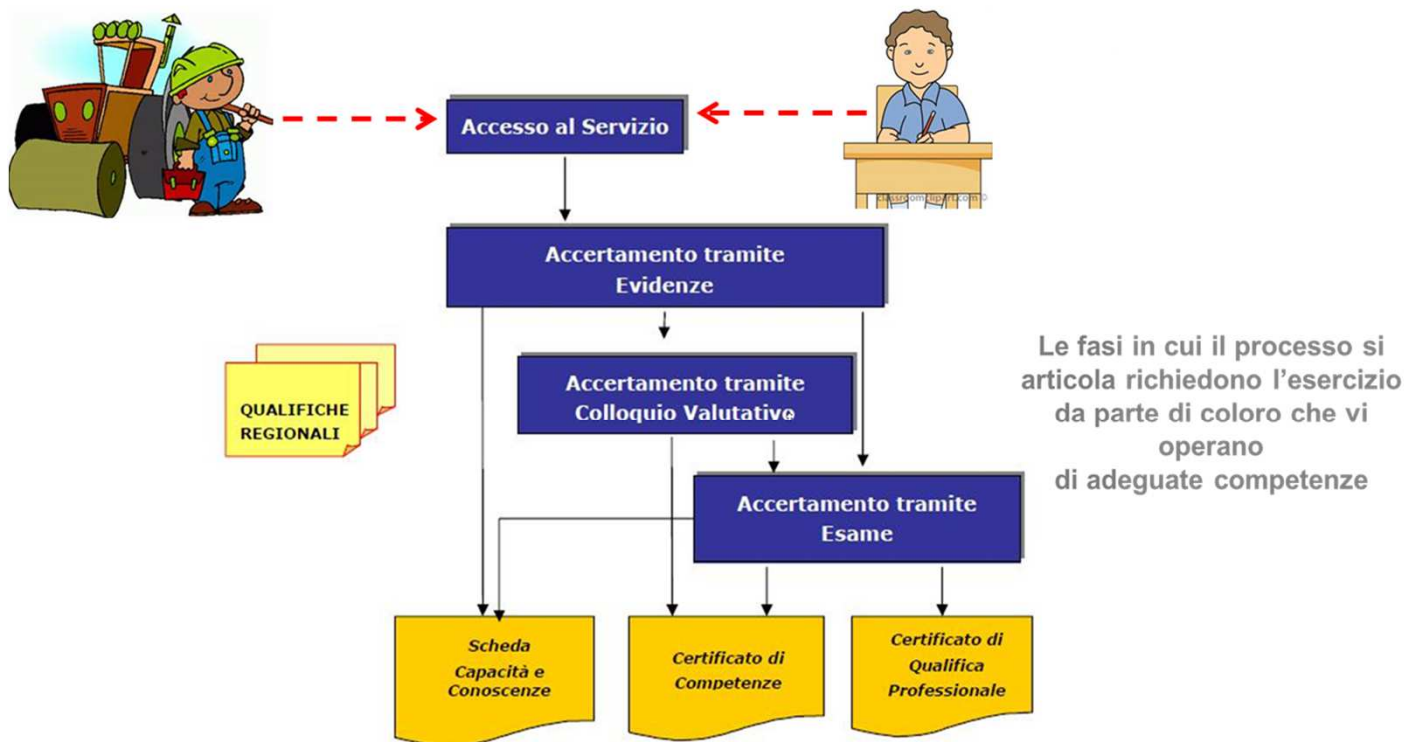 Accesso al Servizio
classroomclipart.com ©
Accertamento tramite
Evidenze
QUALIFICHE
REGIONALI
Accertamento tramite
Colloquio Valutativo
Le fasi in cui il processo si
articola richiedono l’esercizio
da parte di coloro che vi
operano
di adeguate competenze
Accertamento tramite
Esame
Scheda
Capacità e
Conoscenze
Certificato di
Competenze
Certificato di
Qualifica
Professionale